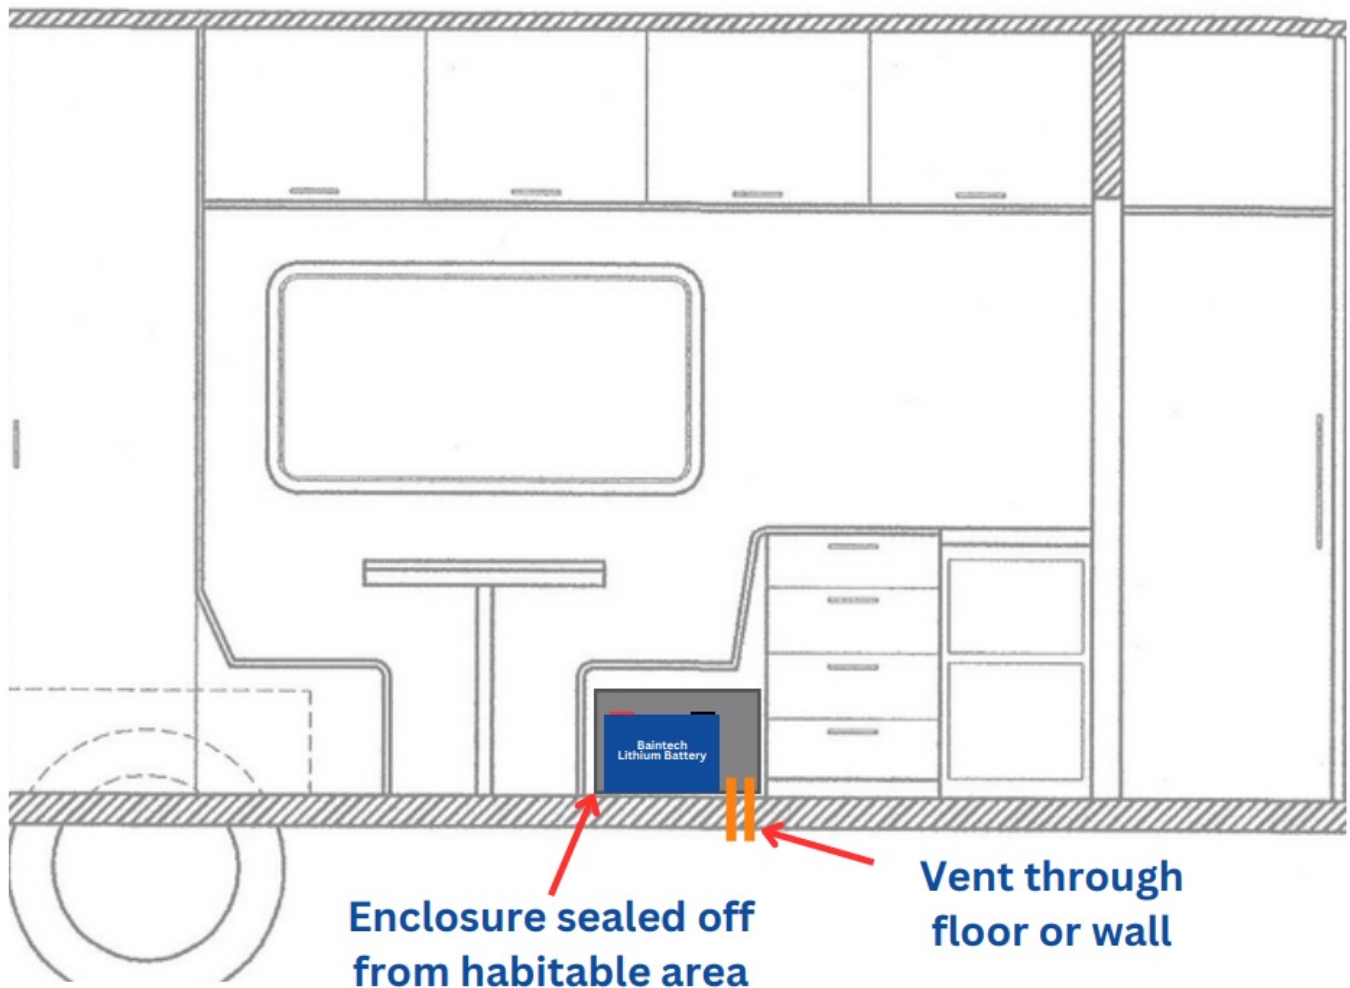 Baintech
Lithium Battery
Vent through
floor or wall
Enclosure sealed off
from habitable area